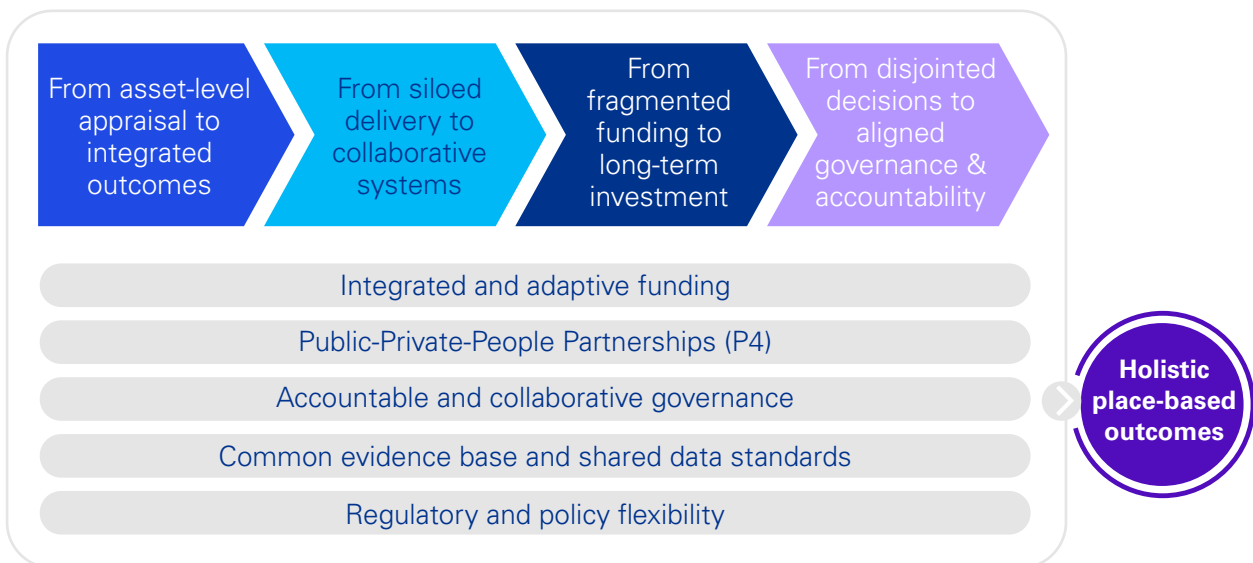 From asset-level
appraisal to
integrated
outcomes
From siloed
delivery to
collaborative
systems
From
fragmented
funding to
long-term
investment
From disjointed
decisions to
aligned
governance &
accountability
Integrated and adaptive funding
Public-Private-People Partnerships (P4)
Accountable and collaborative governance
Common evidence base and shared data standards
Regulatory and policy flexibility
Holistic
place-based
outcomes